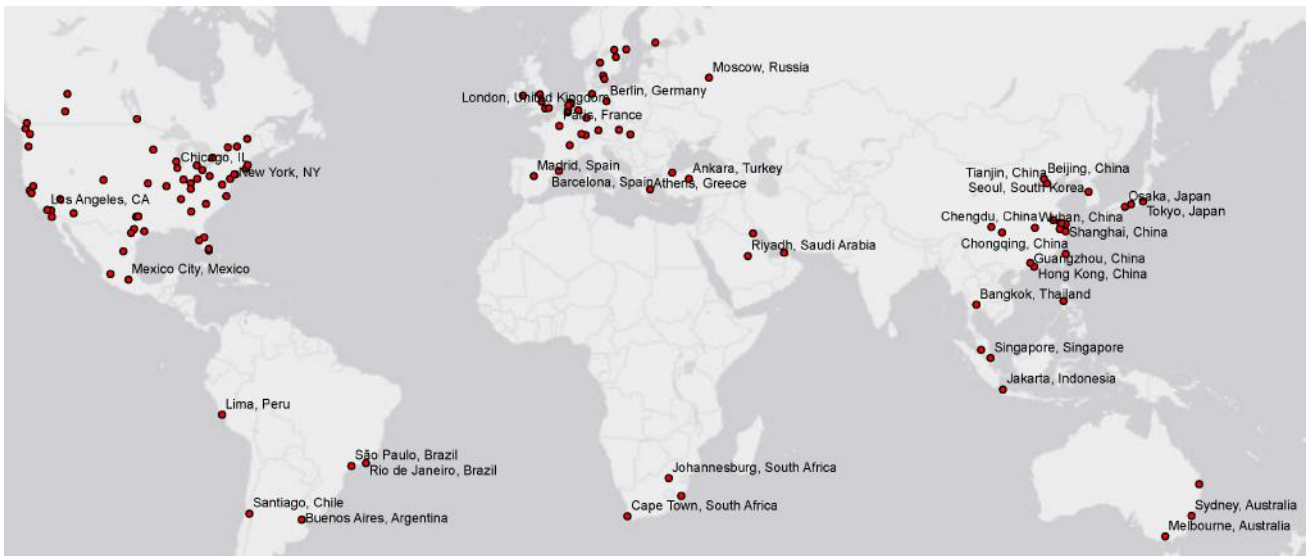 Moscow, Russia
London, United Kingdom
Berlin, Germany
Paris, France
Chicago, IL
New York, NY
Madrid, Spain
Barcelona, Spain
Ankara, Turkey
Athens, Greece
Los Angeles, CA
Beijing, China
Tianjin, China
Seoul, South Korea
Osaka, Japan
Tokyo, Japan
Chengdu, China
Wuhan, China
Shanghai, China
Chongqing, China
Riyadh, Saudi Arabia
Guangzhou, China
Hong Kong, China
Mexico City, Mexico
Bangkok, Thailand
Singapore, Singapore
Jakarta, Indonesia
Lima, Peru
São Paulo, Brazil
Rio de Janeiro, Brazil
Johannesburg, South Africa
Santiago, Chile
Buenos Aires, Argentina
Cape Town, South Africa
Sydney, Australia
Melbourne, Australia